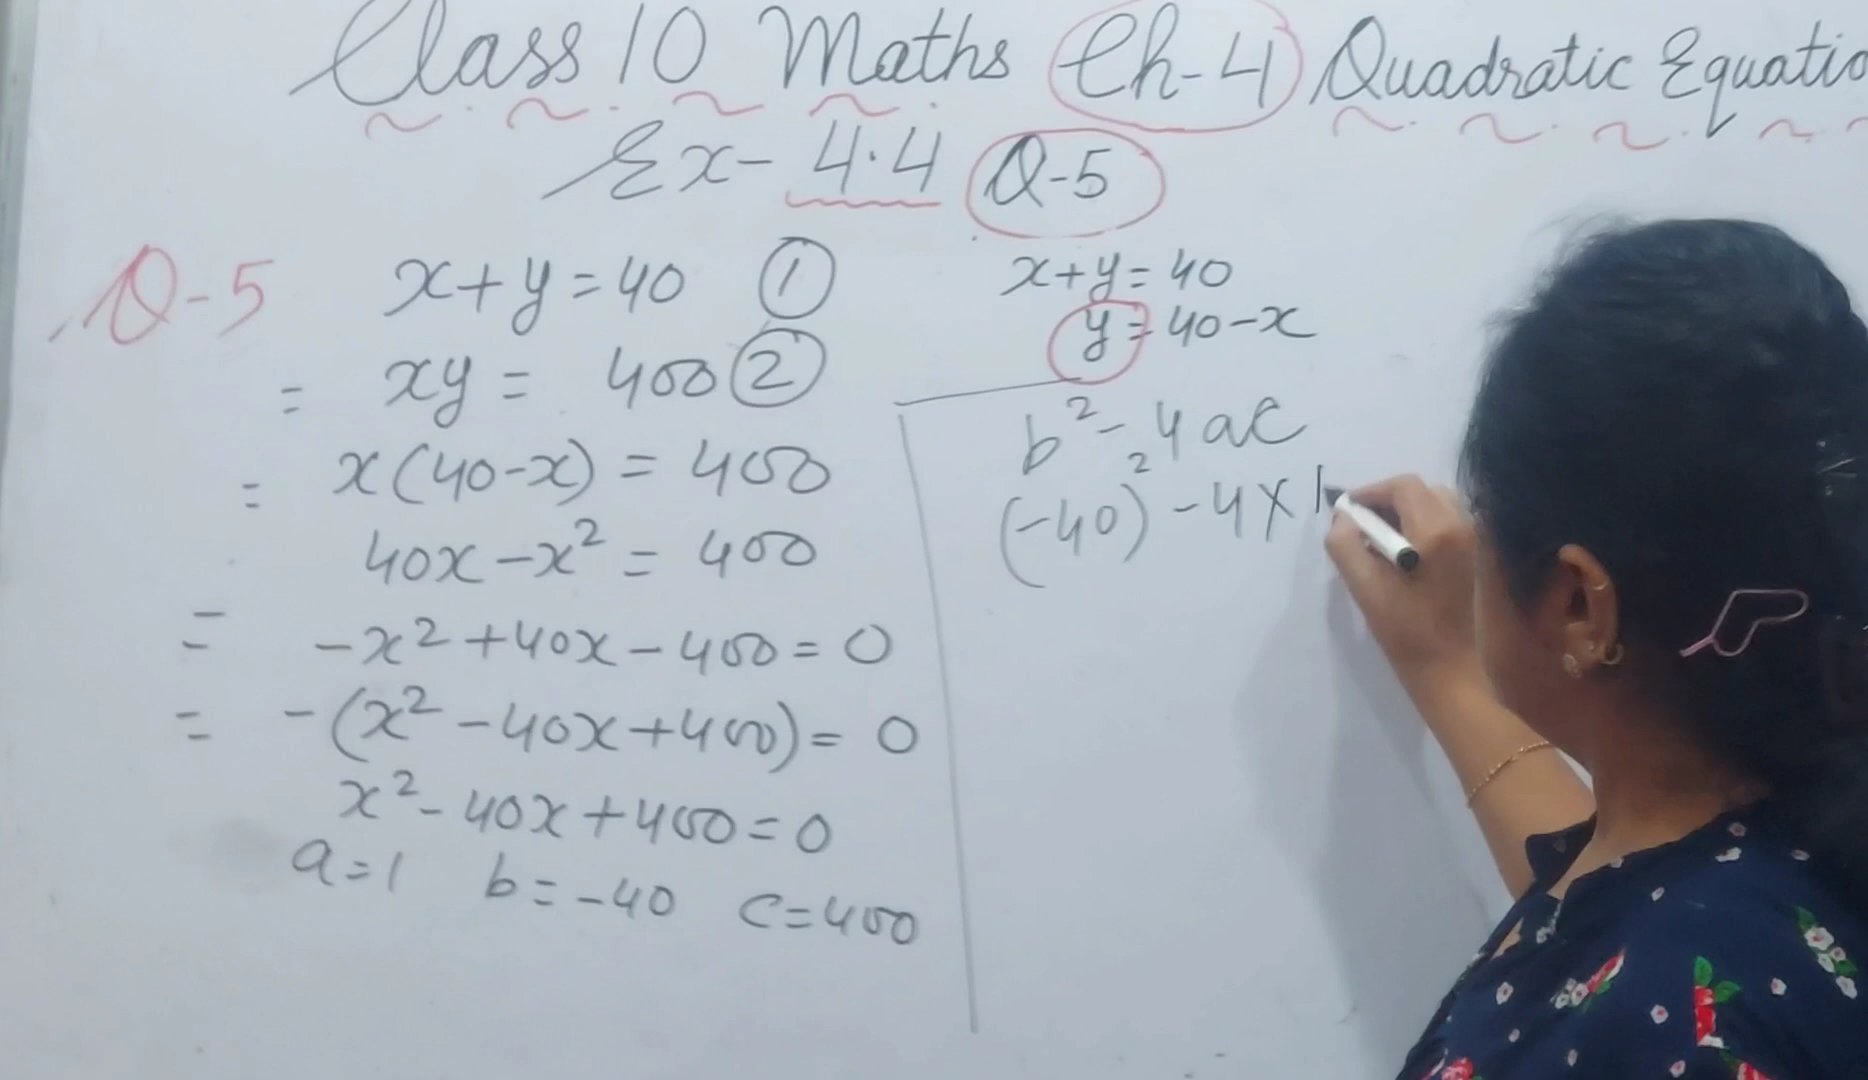 Class 10 Maths Ch-4 Quadratic Equatio
Ex- 4.4 Q-5
Q-5 x+y=40 ①
= xy = 400 ②
= x(40-x) = 400
40x-x² = 400
= -x²+40x-400=0
= -(x²-40x+400)=0
x²-40x+400=0
a=1 b=-40 c=400
x+y=40
y=40-x
b²-4ac
(-40)²-4×1